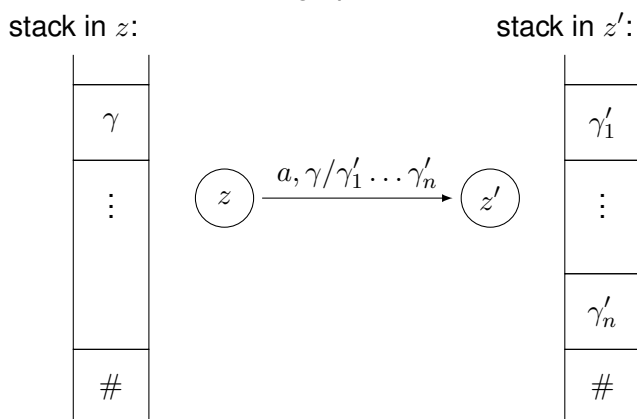 stack in z: stack in z′:
γ γ′₁
a, γ/γ′₁ … γ′ₙ
⋮ z z′ ⋮
γ′ₙ
# #